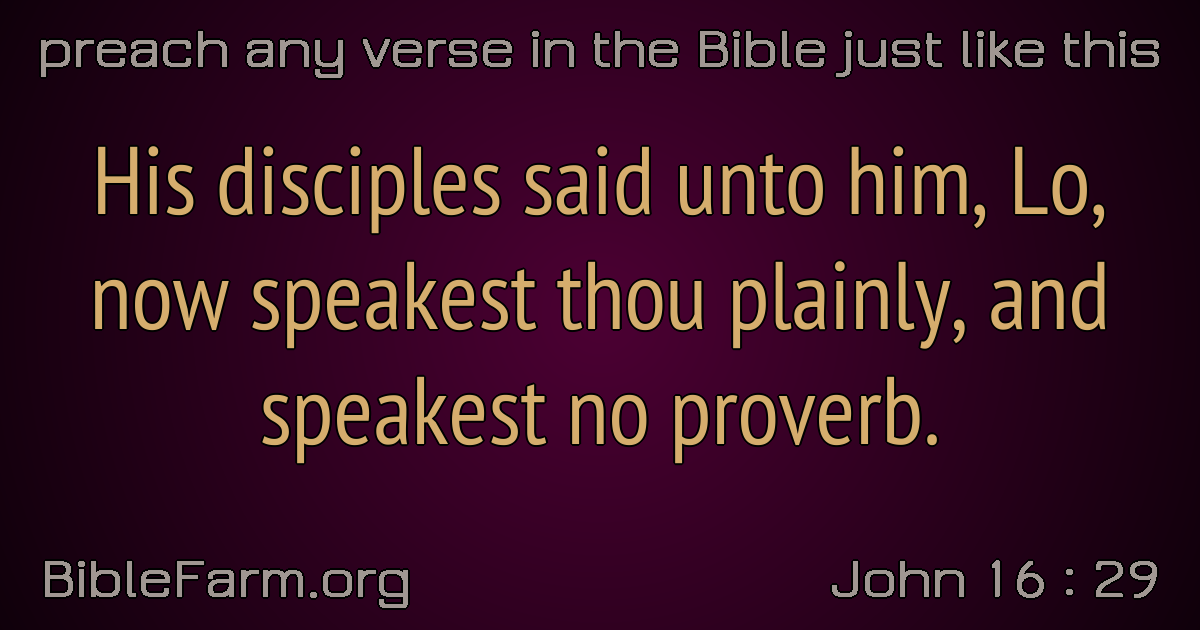 preach any verse in the Bible just like this
His disciples said unto him, Lo,
now speakest thou plainly, and
speakest no proverb.
BibleFarm.org
John 16 : 29